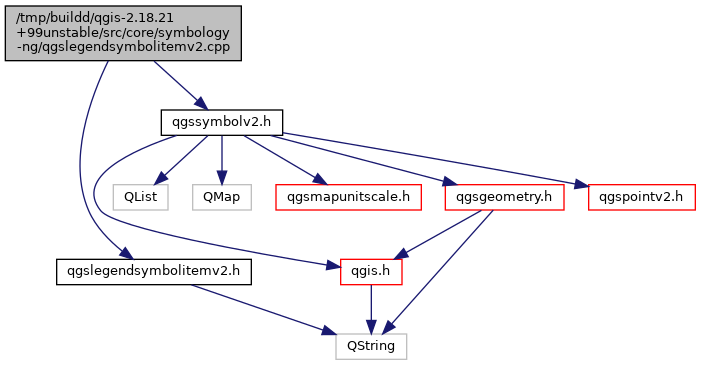 /tmp/buildd/qgis-2.18.21
+99unstable/src/core/symbology
-ng/qgslegendsymbolitemv2.cpp
qgssymbolv2.h
QList
QMap
qgsmapunitscale.h
qgsgeometry.h
qgspointv2.h
qgslegendsymbolitemv2.h
qgis.h
QString